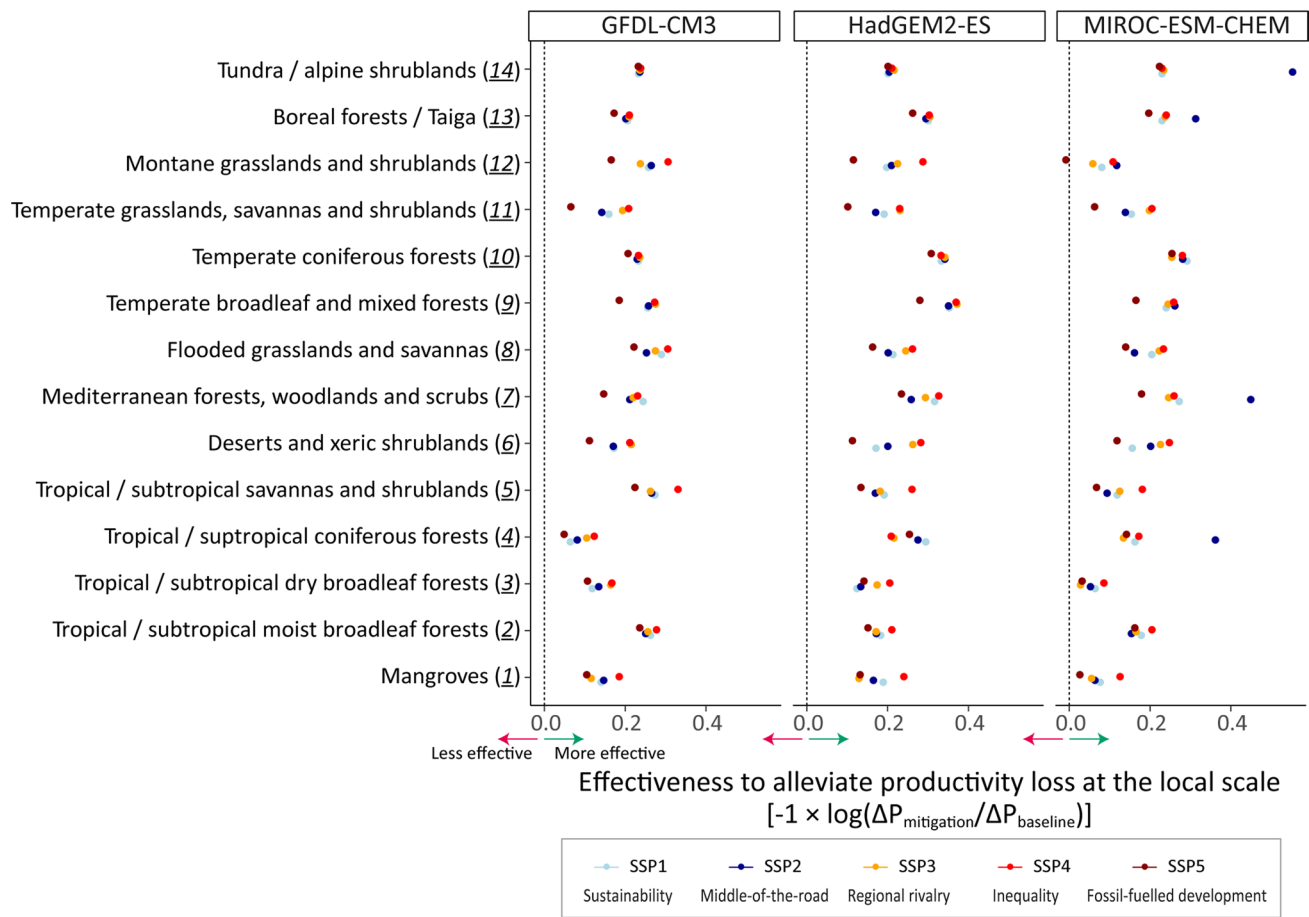 GFDL-CM3 HadGEM2-ES MIROC-ESM-CHEM
Tundra / alpine shrublands (14)
Boreal forests / Taiga (13)
Montane grasslands and shrublands (12)
Temperate grasslands, savannas and shrublands (11)
Temperate coniferous forests (10)
Temperate broadleaf and mixed forests (9)
Flooded grasslands and savannas (8)
Mediterranean forests, woodlands and scrubs (7)
Deserts and xeric shrublands (6)
Tropical / subtropical savannas and shrublands (5)
Tropical / suptropical coniferous forests (4)
Tropical / subtropical dry broadleaf forests (3)
Tropical / subtropical moist broadleaf forests (2)
Mangroves (1)
0.0 0.2 0.4 0.0 0.2 0.4 0.0 0.2 0.4
Less effective More effective
Effectiveness to alleviate productivity loss at the local scale
[-1 × log(ΔPmitigation/ΔPbaseline)]
SSP1 SSP2 SSP3 SSP4 SSP5
Sustainability Middle-of-the-road Regional rivalry Inequality Fossil-fuelled development